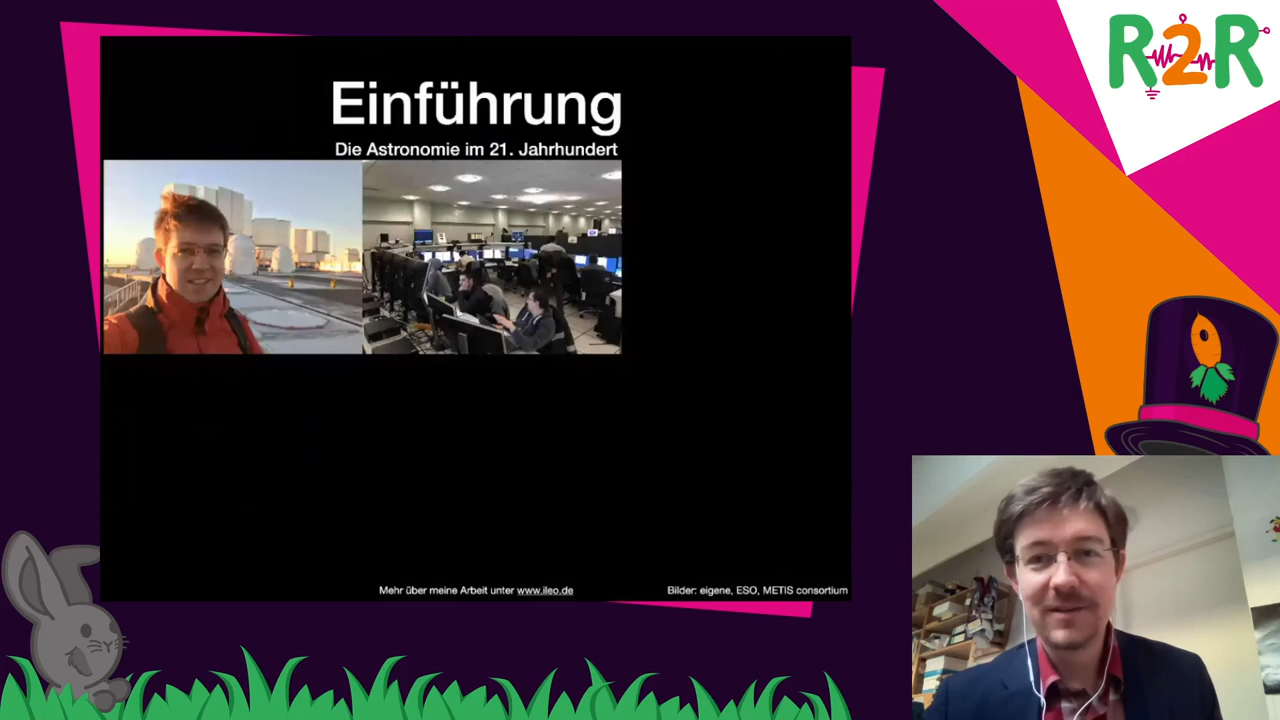 Einführung
Die Astronomie im 21. Jahrhundert
Mehr über meine Arbeit unter www.ileo.de
Bilder: eigene, ESO, METIS consortium
R2R